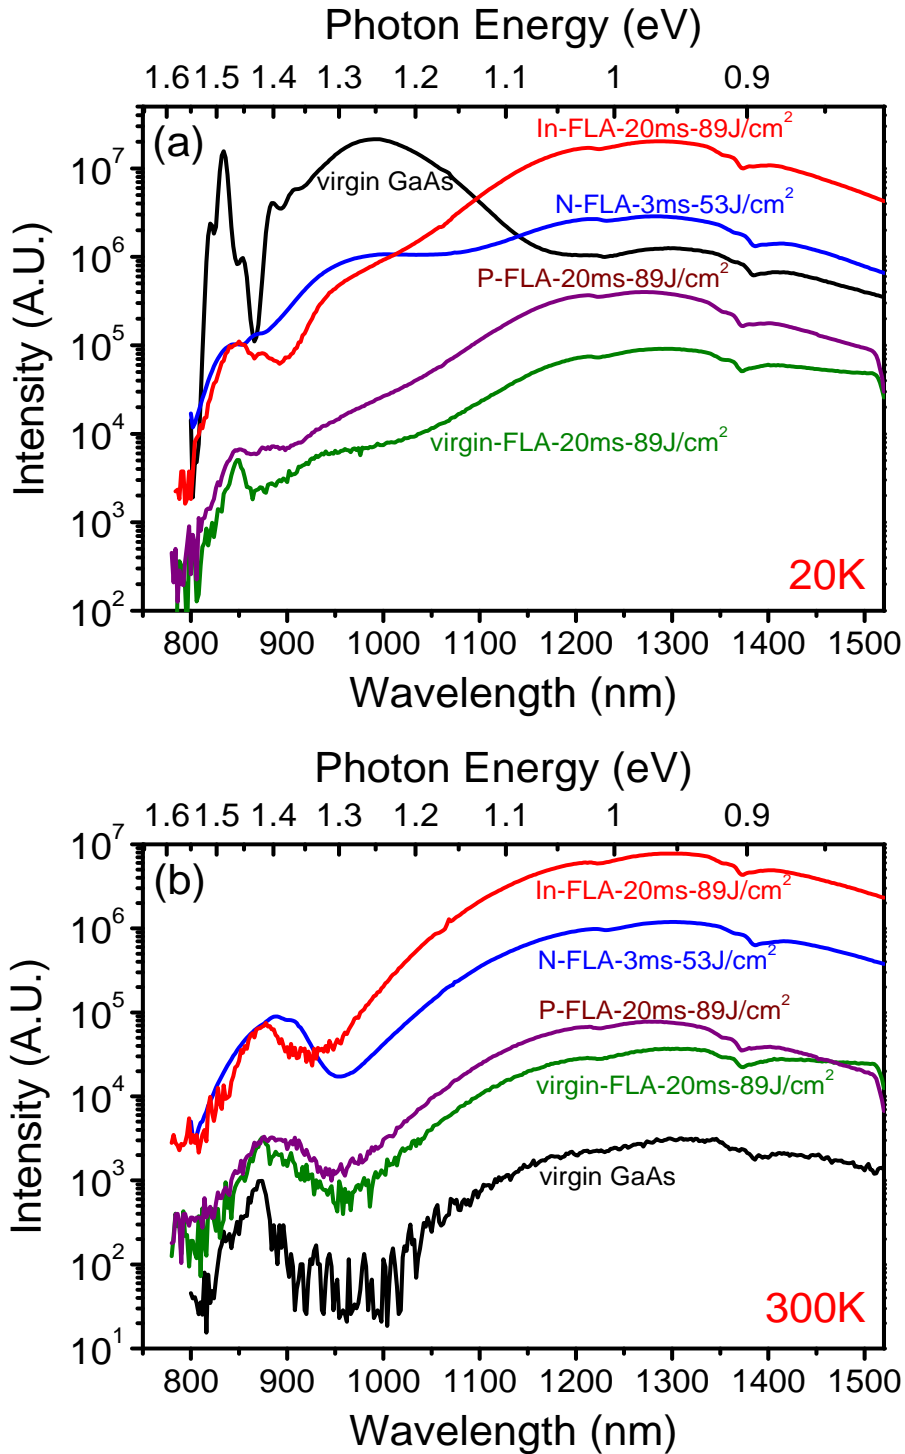 Photon Energy (eV)
1.6 1.5 1.4 1.3 1.2 1.1 1 0.9
(a)
In-FLA-20ms-89J/cm²
virgin GaAs
N-FLA-3ms-53J/cm²
P-FLA-20ms-89J/cm²
virgin-FLA-20ms-89J/cm²
20K
10⁷
10⁶
10⁵
10⁴
10³
10²
Intensity (A.U.)
800 900 1000 1100 1200 1300 1400 1500
Wavelength (nm)
Photon Energy (eV)
1.6 1.5 1.4 1.3 1.2 1.1 1 0.9
(b)
In-FLA-20ms-89J/cm²
N-FLA-3ms-53J/cm²
P-FLA-20ms-89J/cm²
virgin-FLA-20ms-89J/cm²
virgin GaAs
300K
10⁷
10⁶
10⁵
10⁴
10³
10²
10¹
Intensity (A.U.)
800 900 1000 1100 1200 1300 1400 1500
Wavelength (nm)